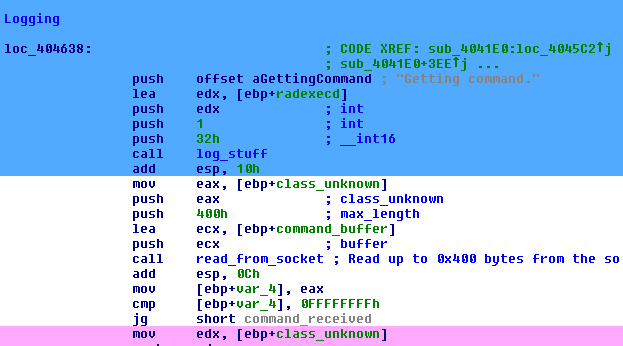 Logging
loc_404638: ; CODE XREF: sub_4041E0:loc_4045C2↑j
; sub_4041E0+3EE↑j ...
push offset aGettingCommand ; "Getting command."
lea edx, [ebp+radexecd]
push edx ; int
push 1 ; int
push 32h ; __int16
call log_stuff
add esp, 10h
mov eax, [ebp+class_unknown]
push eax ; class_unknown
push 400h ; max_length
lea ecx, [ebp+command_buffer]
push ecx ; buffer
call read_from_socket ; Read up to 0x400 bytes from the so
add esp, 0Ch
mov [ebp+var_4], eax
cmp [ebp+var_4], 0FFFFFFFFh
jg short command_received
mov edx, [ebp+class_unknown]